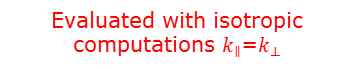 Evaluated with isotropic
computations k∥=k⊥